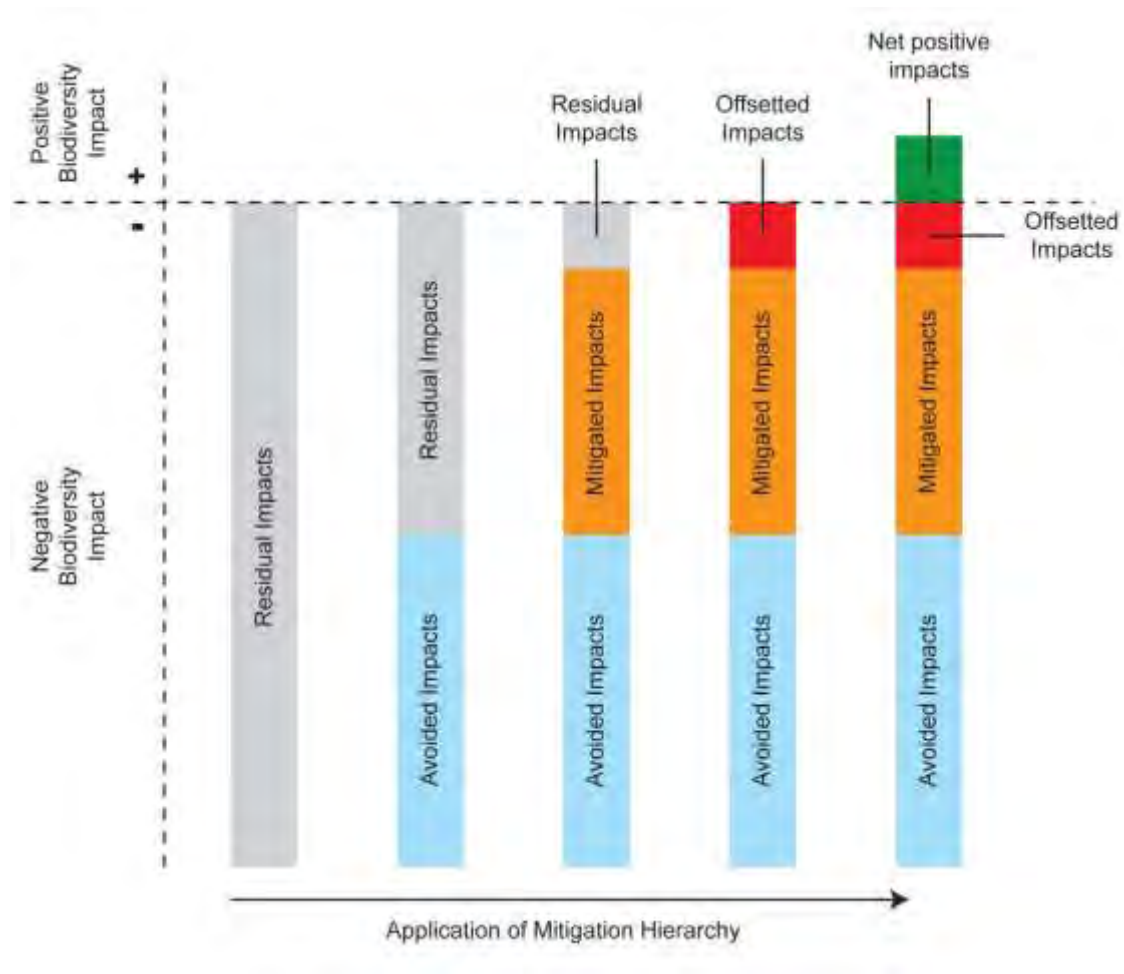 Net positive
impacts
Residual
Impacts
Offsetted
Impacts
Positive
Biodiversity
Impact
+
-
Offsetted
Impacts
Negative
Biodiversity
Impact
Residual Impacts
Residual Impacts
Avoided Impacts
Mitigated Impacts
Avoided Impacts
Mitigated Impacts
Avoided Impacts
Mitigated Impacts
Avoided Impacts
Application of Mitigation Hierarchy